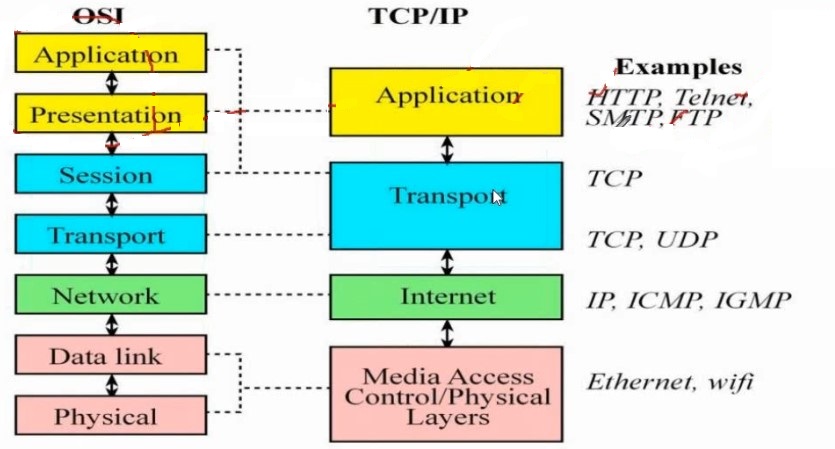 OSI
TCP/IP
Application
Presentation
Session
Transport
Network
Data link
Physical
Application
Transport
Internet
Media Access
Control/Physical
Layers
Examples
HTTP, Telnet,
SMTP, FTP
TCP
TCP, UDP
IP, ICMP, IGMP
Ethernet, wifi